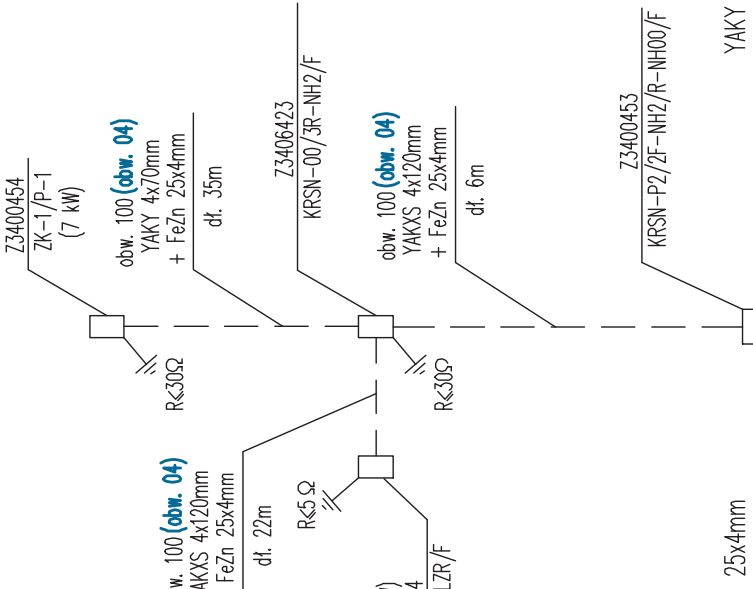 Z3400454
ZK-1/P-1
(7 kW)
obw. 100 (obw. 04)
YAKY 4x70mm
+ FeZn 25x4mm
dł. 35m
Z3406423
KRSN-00/3R-NH2/F
obw. 100 (obw. 04)
YAKXS 4x120mm
+ FeZn 25x4mm
dł. 6m
Z3400453
KRSN-P2/2F-NH2/R-NH00/F
YAKY
R≤30Ω
R≤30Ω
w. 100 (obw. 04)
AKXS 4x120mm
FeZn 25x4mm
dł. 22m
R≤5 Ω
4
LZR/F
25x4mm